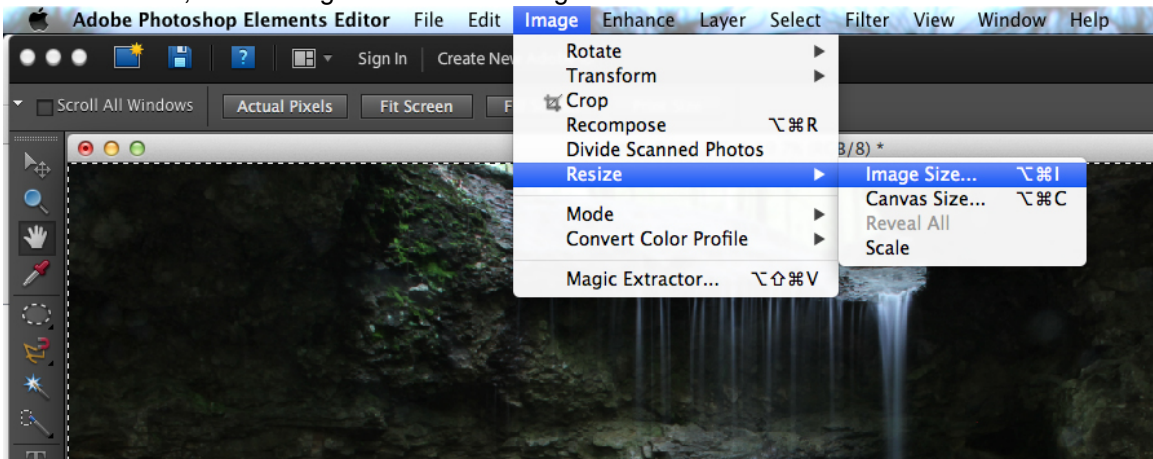 Adobe Photoshop Elements Editor File Edit Image Enhance Layer Select Filter View Window Help
? Sign In Create New
Scroll All Windows Actual Pixels Fit Screen F
Rotate
Transform
Crop
Recompose ⌥⌘R
Divide Scanned Photos
Resize
Mode
Convert Color Profile
Magic Extractor... ⌥⇧⌘V
8/8) *
Image Size... ⌥⌘I
Canvas Size... ⌥⌘C
Reveal All
Scale
T